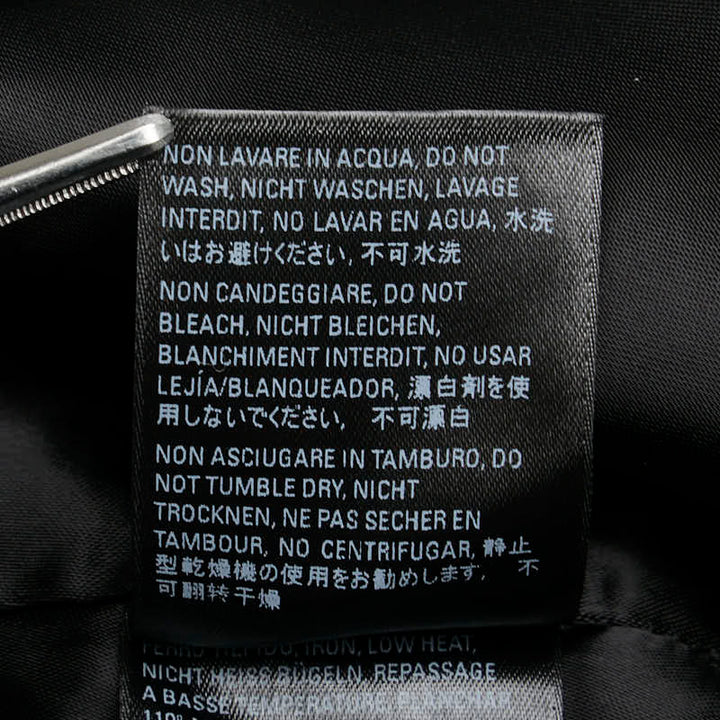 NON LAVARE IN ACQUA, DO NOT
WASH, NICHT WASCHEN, LAVAGE
INTERDIT, NO LAVAR EN AGUA, 水洗
いはお避けください, 不可水洗
NON CANDEGGIARE, DO NOT
BLEACH, NICHT BLEICHEN,
BLANCHIMENT INTERDIT, NO USAR
LEJÍA/BLANQUEADOR, 漂白剤を使
用しないでください, 不可漂白
NON ASCIUGARE IN TAMBURO, DO
NOT TUMBLE DRY, NICHT
TROCKNEN, NE PAS SECHER EN
TAMBOUR, NO CENTRIFUGAR, 静止
型乾燥機の使用をお勧めします, 不
可翻转干燥
FERRO TIEPIDO, IRON, LOW HEAT,
NICHT HEISS BÜGELN, REPASSAGE
A BASSE
110°